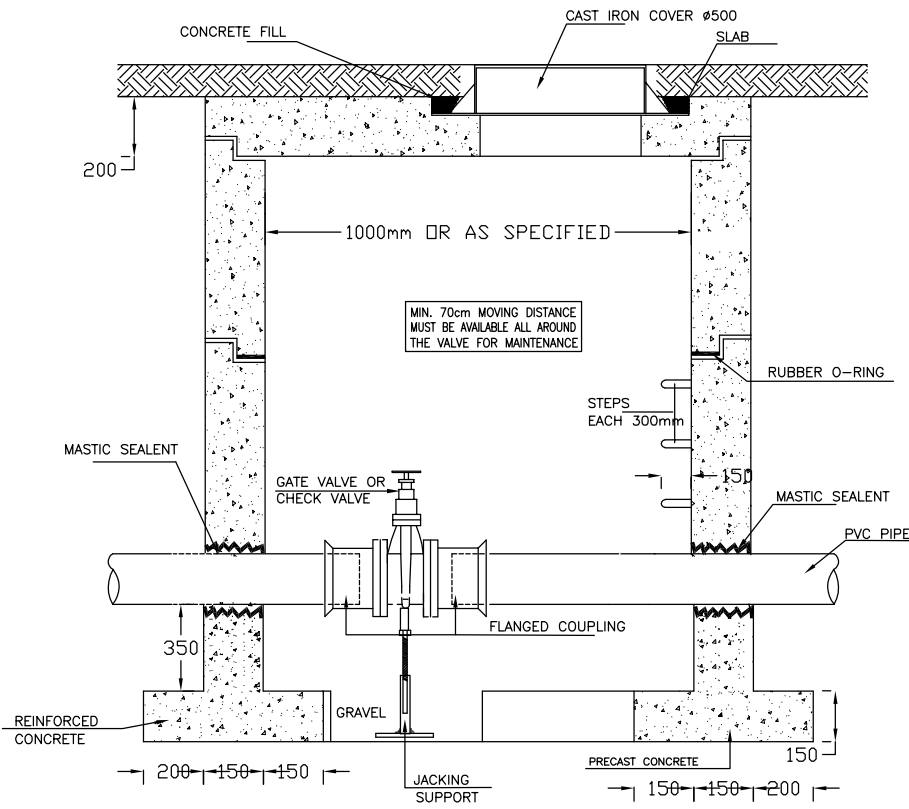 CAST IRON COVER ø500
CONCRETE FILL
SLAB
200
1000mm OR AS SPECIFIED
MIN. 70cm MOVING DISTANCE
MUST BE AVAILABLE ALL AROUND
THE VALVE FOR MAINTENANCE
RUBBER O-RING
STEPS
EACH 300mm
MASTIC SEALENT
150
GATE VALVE OR
CHECK VALVE
MASTIC SEALENT
PVC PIPE
FLANGED COUPLING
350
GRAVEL
REINFORCED
CONCRETE
150
PRECAST CONCRETE
200 150 150
JACKING
SUPPORT
150 150 200